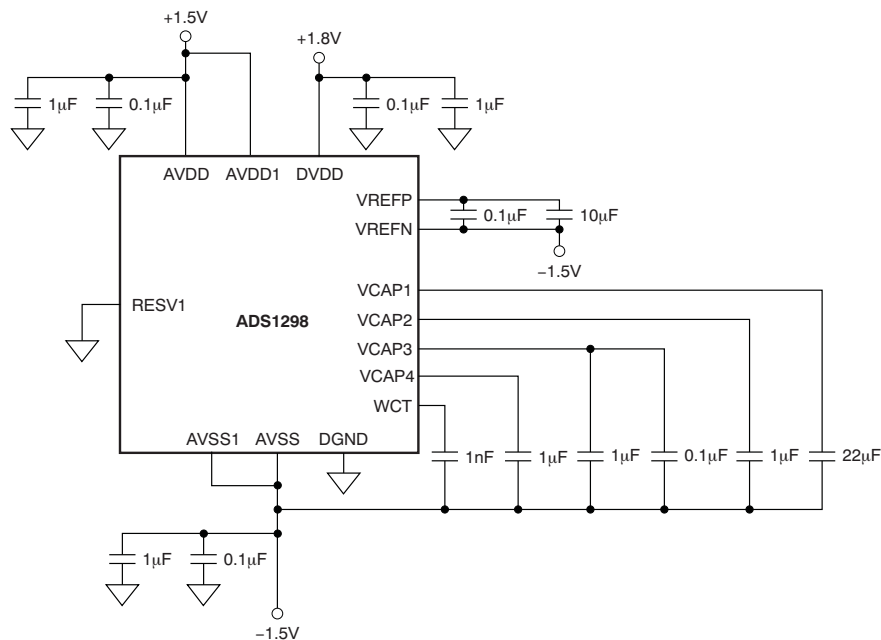 +1.5V
+1.8V
1μF
0.1μF
0.1μF
1μF
AVDD
AVDD1
DVDD
VREFP
0.1μF
10μF
VREFN
−1.5V
VCAP1
RESV1
ADS1298
VCAP2
VCAP3
VCAP4
WCT
AVSS1
AVSS
DGND
1nF
1μF
1μF
0.1μF
1μF
22μF
1μF
0.1μF
−1.5V